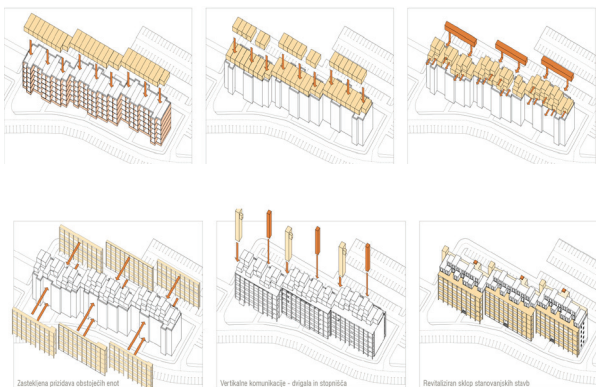 Zastekljena prizidava obstoječih enot
Vertikalne komunikacije - dvigala in stopnišča
Revitaliziran sklop stanovanjskih stavb